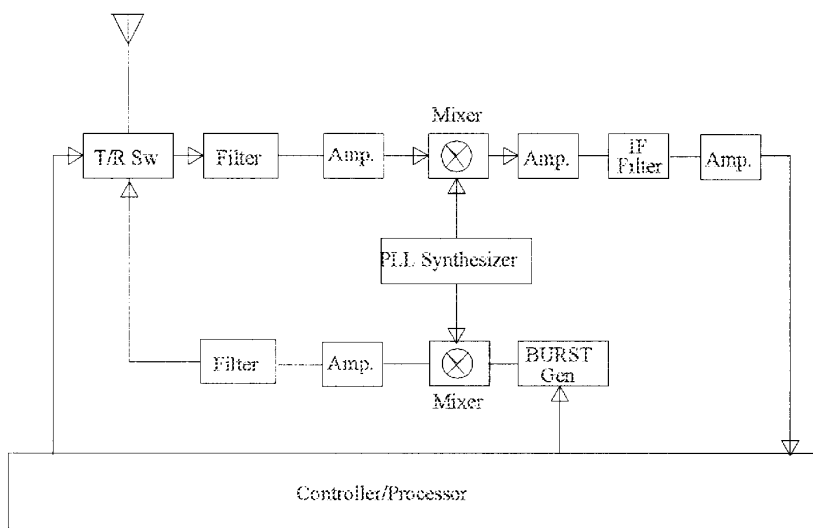 Mixer
T/R Sw
Filter
Amp.
Amp.
IF
Filter
Amp.
PLL Synthesizer
Filter
Amp.
BURST
Gen
Mixer
Controller/Processor